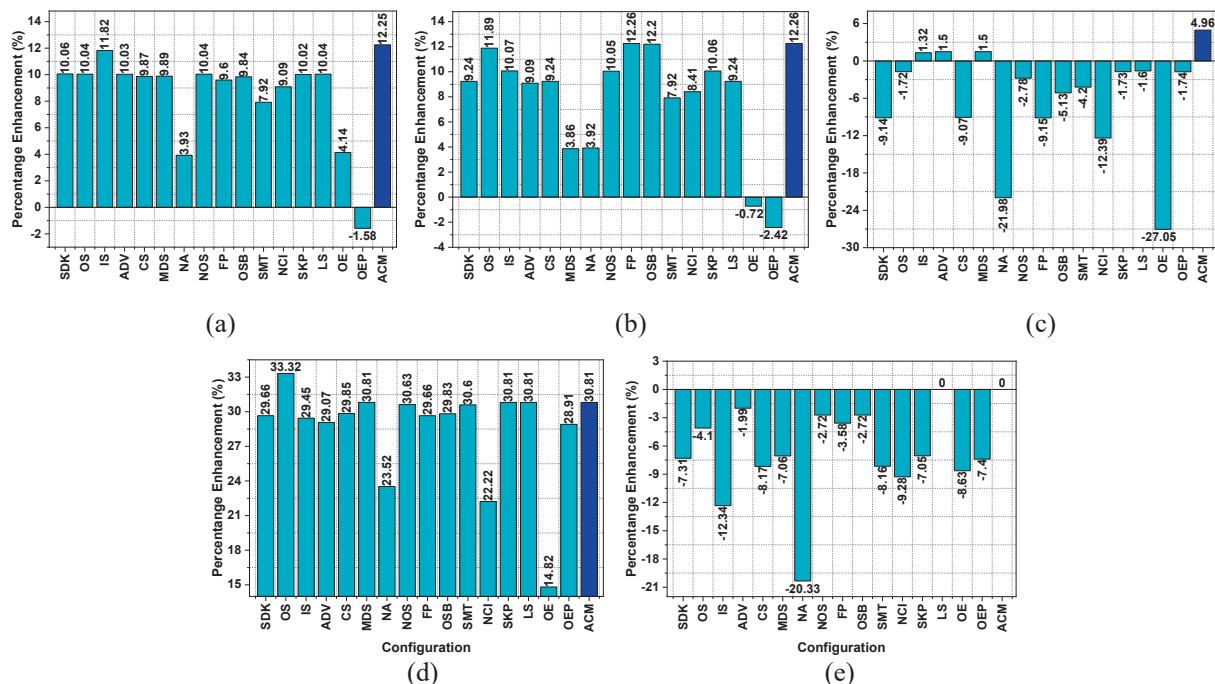 Percentange Enhancement (%)
14
12
10
8
6
4
2
0
-2
10.06
10.04
11.82
10.03
9.87
9.89
3.93
10.04
9.6
9.84
7.92
9.09
10.02
10.04
4.14
-1.58
12.25
SDK
OS
IS
ADV
CS
MDS
NA
NOS
FP
OSB
SMT
NCI
SKP
LS
OE
OEP
ACM
(a)
Percentange Enhancement (%)
14
12
10
8
6
4
2
0
-2
-4
9.24
11.89
10.07
9.09
9.24
3.86
3.92
10.05
12.26
12.2
7.92
8.41
10.06
9.24
-0.72
-2.42
12.26
SDK
OS
IS
ADV
CS
MDS
NA
NOS
FP
OSB
SMT
NCI
SKP
LS
OE
OEP
ACM
(b)
Percentange Enhancement (%)
6
0
-6
-12
-18
-24
-30
-9.14
-1.72
1.32
1.5
-9.07
1.5
-21.98
-2.78
-9.15
-5.13
-4.2
-12.39
-1.73
-1.6
-27.05
-1.74
4.96
SDK
OS
IS
ADV
CS
MDS
NA
NOS
FP
OSB
SMT
NCI
SKP
LS
OE
OEP
ACM
(c)
Percentange Enhancement (%)
33
30
27
24
21
18
15
29.66
33.32
29.45
29.07
29.85
30.81
23.52
30.63
29.66
29.83
30.6
22.22
30.81
30.81
14.82
28.91
30.81
SDK
OS
IS
ADV
CS
MDS
NA
NOS
FP
OSB
SMT
NCI
SKP
LS
OE
OEP
ACM
Configuration
(d)
Percentange Enhancement (%)
3
0
-3
-6
-9
-12
-15
-18
-21
-7.31
-4.1
-12.34
-1.99
-8.17
-7.06
-20.33
-2.72
-3.58
-2.72
-8.16
-9.28
-7.05
0
-8.63
-7.4
0
SDK
OS
IS
ADV
CS
MDS
NA
NOS
FP
OSB
SMT
NCI
SKP
LS
OE
OEP
ACM
Configuration
(e)